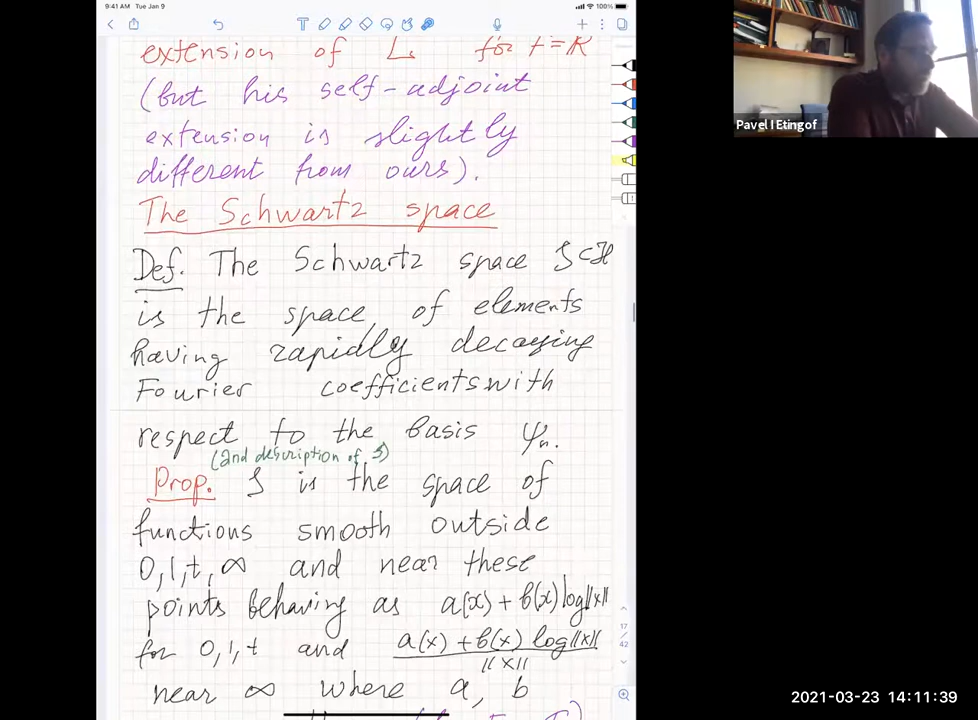 9:41 AM Tue Jan 9
100%
extension of L for F=R
(but his self-adjoint
extension is slightly
different from ours).
The Schwartz space
Def. The Schwartz space S⊂H
is the space of elements
having rapidly decaying
Fourier coefficients with
respect to the basis ψₙ.
(2nd description of S)
Prop. S is the space of
functions smooth outside
0,1,t,∞ and near these
points behaving as a(x)+b(x)log||x||
for 0,1,t and a(x)+b(x)log||x||
||x||
near ∞ where a, b
17
42
Pavel I Etingof
2021-03-23 14:11:39